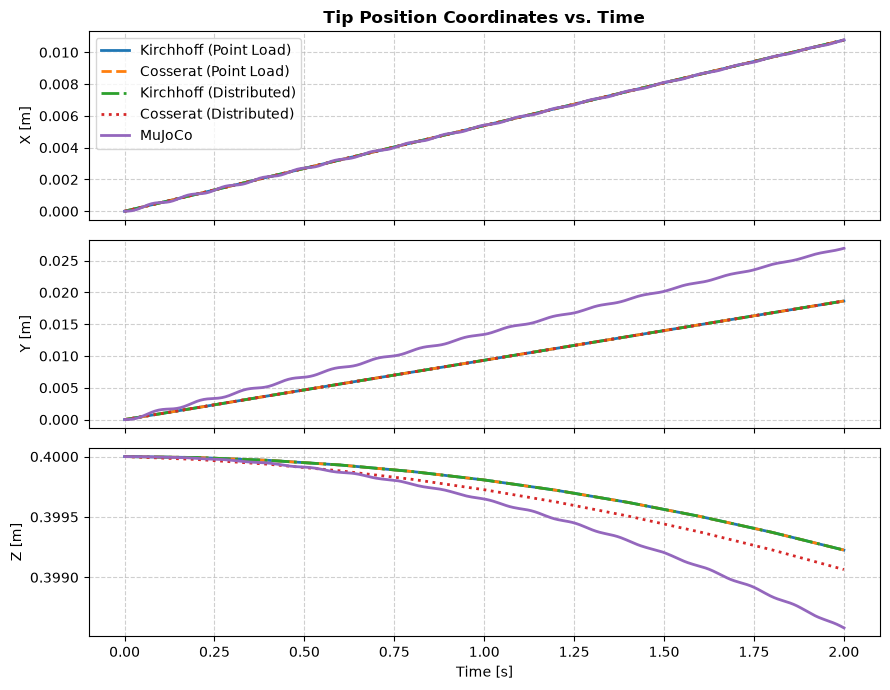 Tip Position Coordinates vs. Time
X [m]
0.010
0.008
0.006
0.004
0.002
0.000
Kirchhoff (Point Load)
Cosserat (Point Load)
Kirchhoff (Distributed)
Cosserat (Distributed)
MuJoCo
Y [m]
0.025
0.020
0.015
0.010
0.005
0.000
Z [m]
0.4000
0.3995
0.3990
0.00 0.25 0.50 0.75 1.00 1.25 1.50 1.75 2.00
Time [s]